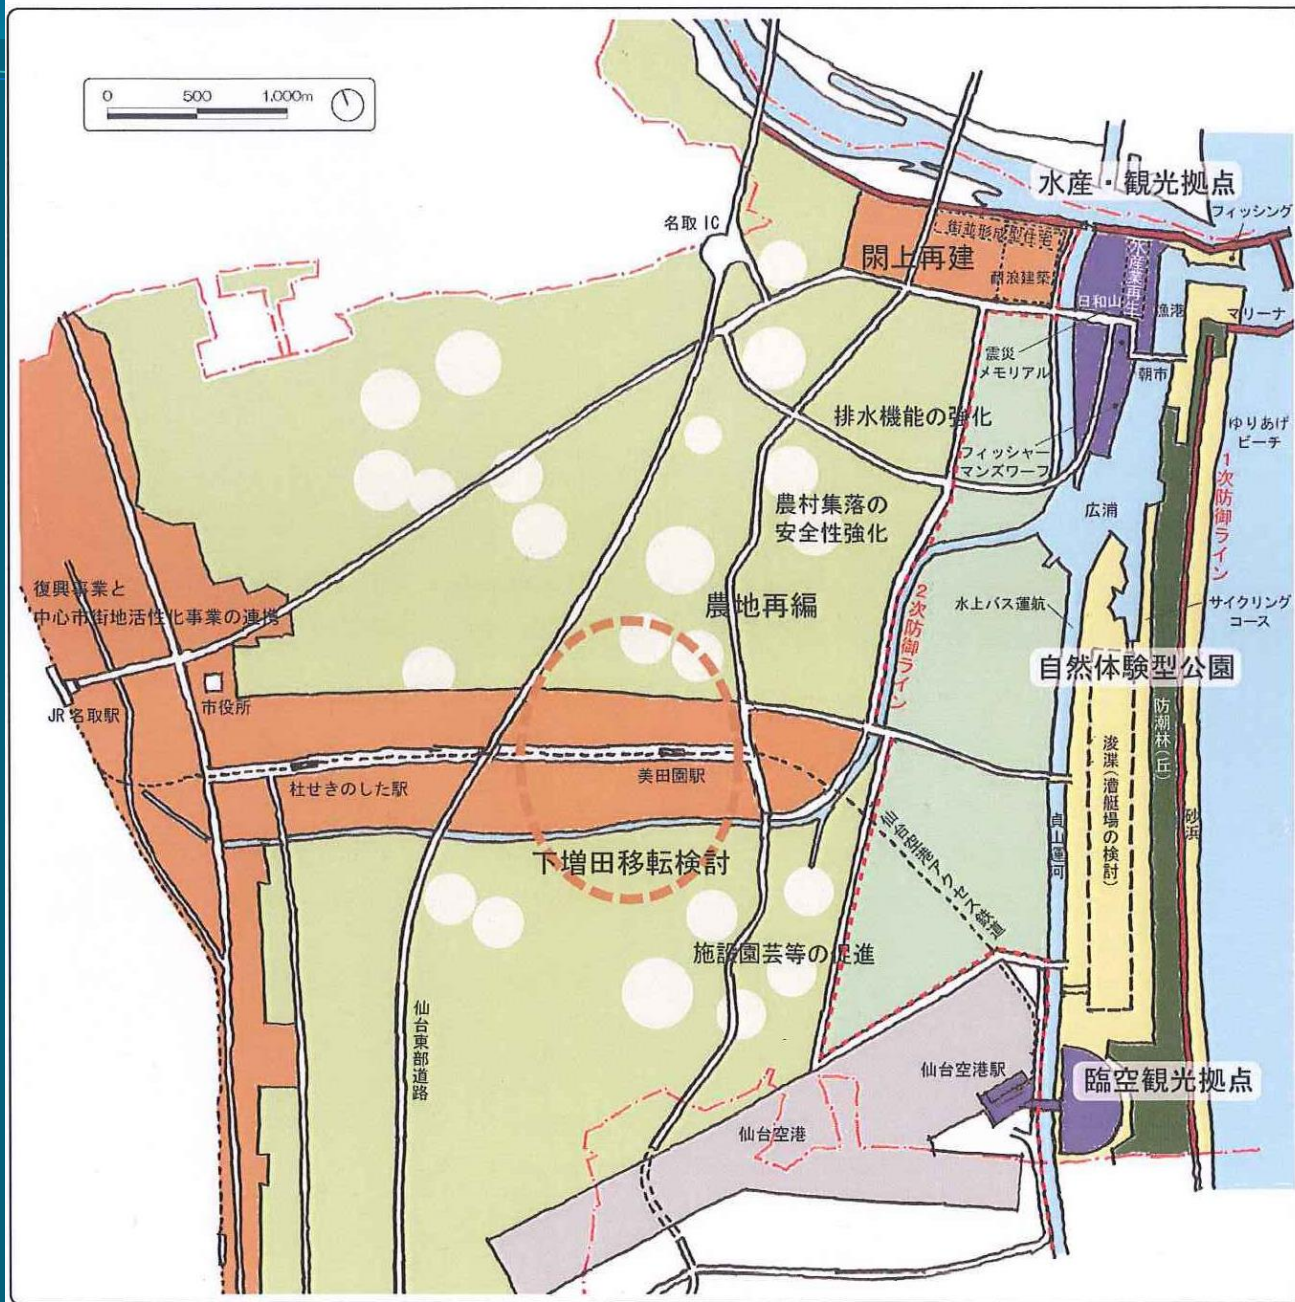 0 500 1,000m
水産・観光拠点
フィッシング
名取IC
街並形成型住宅
閖上再建
水産業再生
耐浪建築
日和山
漁港
マリーナ
震災
メモリアル
朝市
排水機能の強化
ゆりあげ
ビーチ
フィッシャー
マンズワーフ
1次防御ライン
農村集落の
安全性強化
広浦
復興事業と
中心市街地活性化事業の連携
農地再編
2次防御ライン
水上バス運航
サイクリング
コース
自然体験型公園
JR名取駅
市役所
防潮林(丘)
浚渫(漕艇場の検討)
杜せきのした駅
美田園駅
砂浜
貞山運河
仙台空港アクセス鉄道
下増田移転検討
施設園芸等の促進
仙台東部道路
仙台空港駅
臨空観光拠点
仙台空港